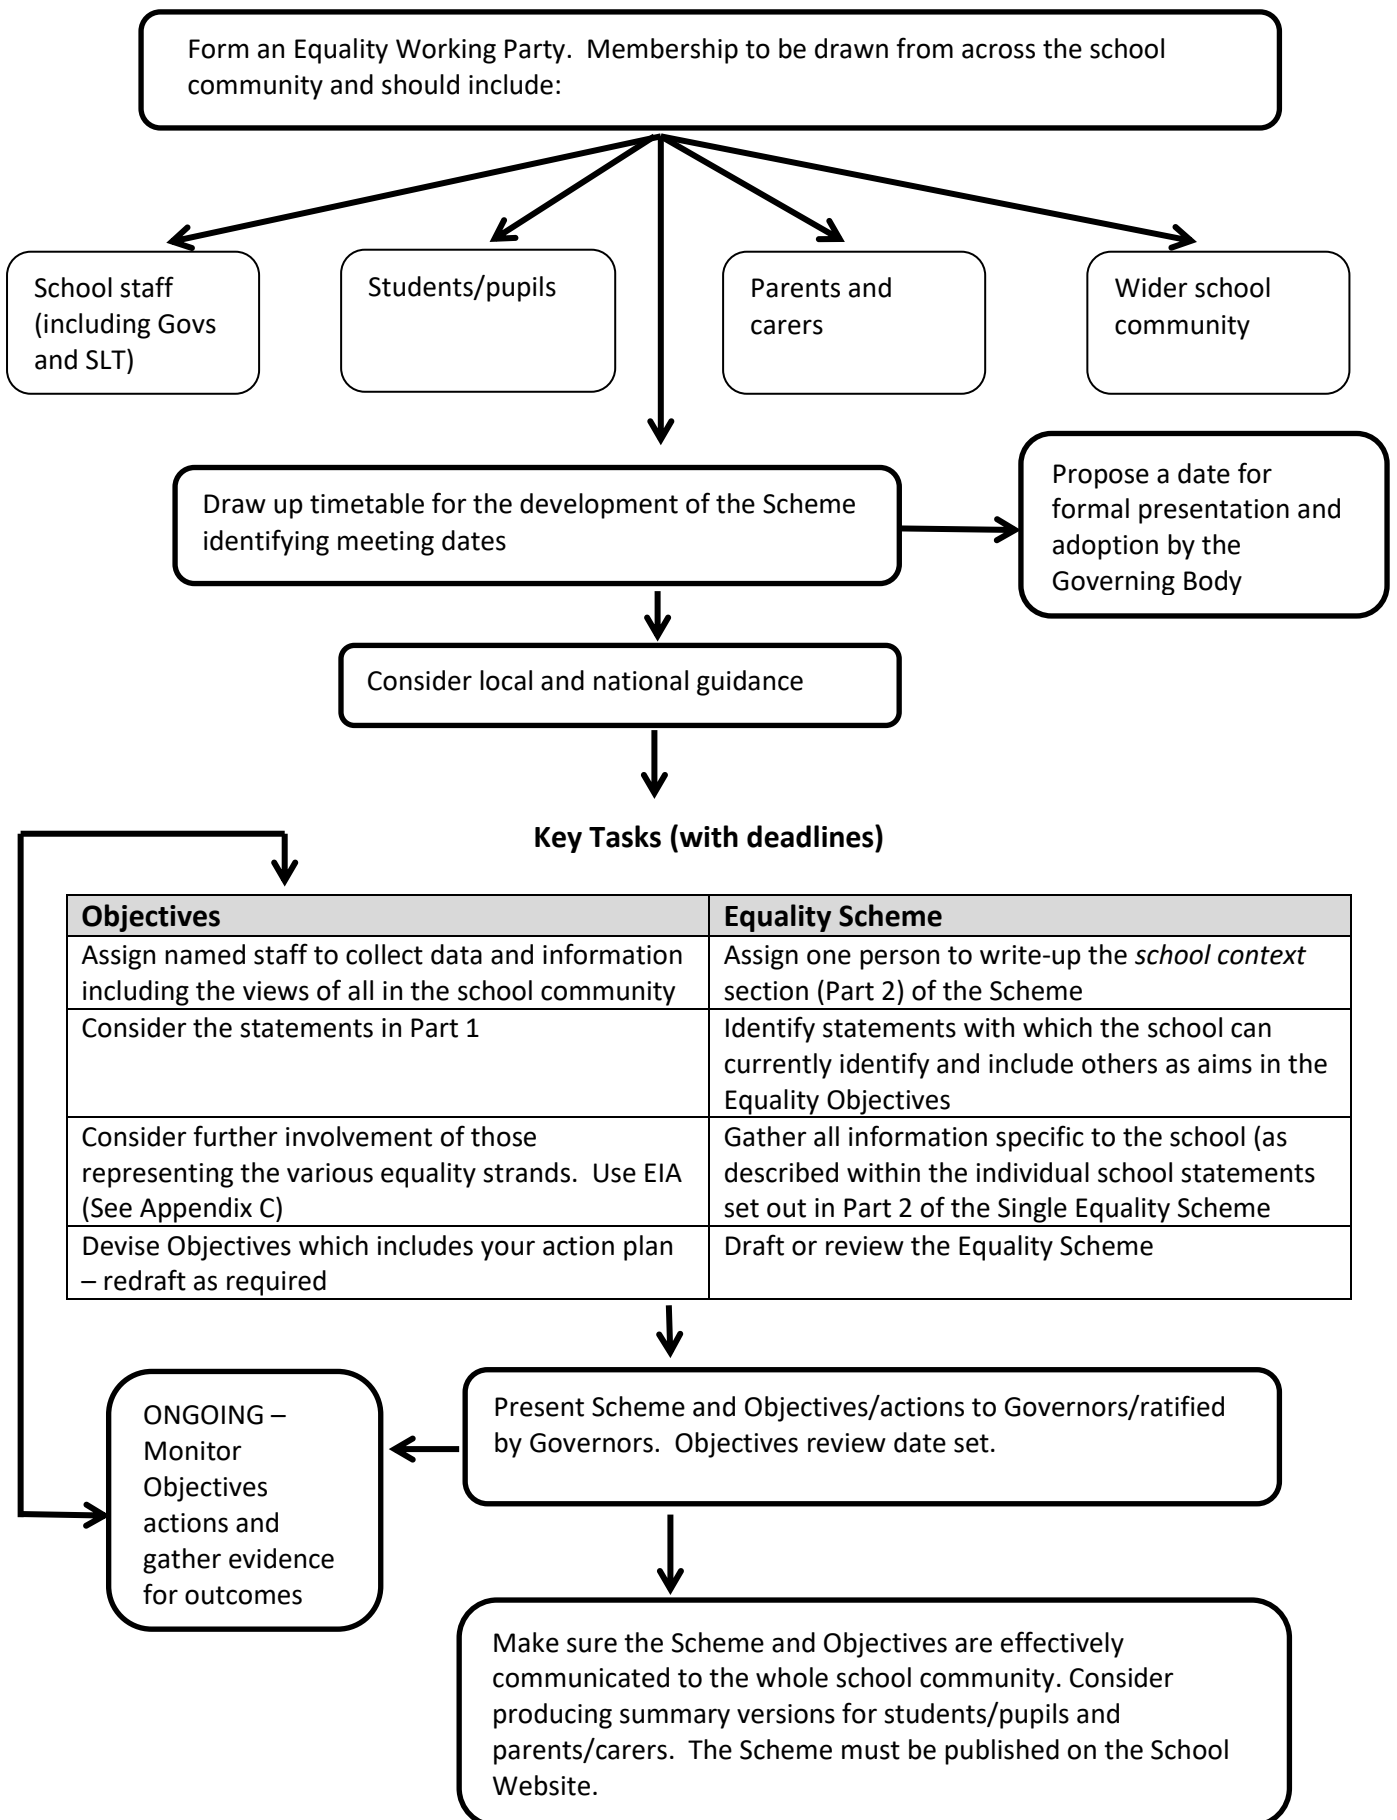 Form an Equality Working Party.  Membership to be drawn from across the school
community and should include:
School staff
(including Govs
and SLT)
Students/pupils
Parents and
carers
Wider school
community
Draw up timetable for the development of the Scheme
identifying meeting dates
Propose a date for
formal presentation and
adoption by the
Governing Body
Consider local and national guidance
Key Tasks (with deadlines)
Objectives
Equality Scheme
Assign named staff to collect data and information
including the views of all in the school community
Assign one person to write-up the school context
section (Part 2) of the Scheme
Consider the statements in Part 1
Identify statements with which the school can
currently identify and include others as aims in the
Equality Objectives
Consider further involvement of those
representing the various equality strands.  Use EIA
(See Appendix C)
Gather all information specific to the school (as
described within the individual school statements
set out in Part 2 of the Single Equality Scheme
Devise Objectives which includes your action plan
– redraft as required
Draft or review the Equality Scheme
ONGOING –
Monitor
Objectives
actions and
gather evidence
for outcomes
Present Scheme and Objectives/actions to Governors/ratified
by Governors.  Objectives review date set.
Make sure the Scheme and Objectives are effectively
communicated to the whole school community. Consider
producing summary versions for students/pupils and
parents/carers.  The Scheme must be published on the School
Website.